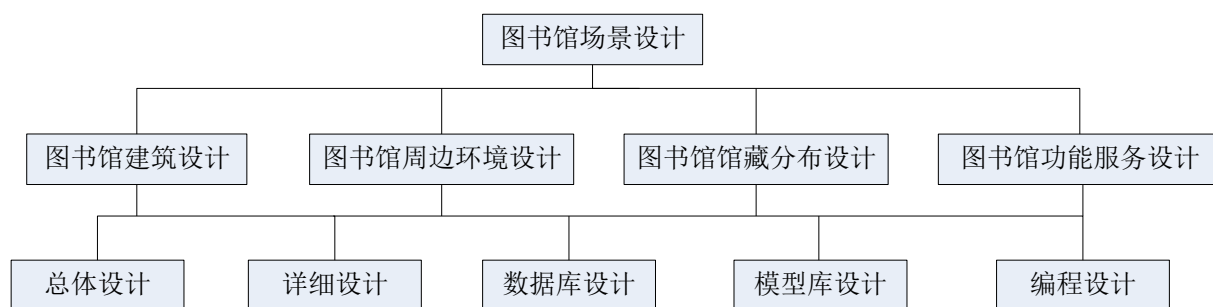 图书馆场景设计
图书馆建筑设计
图书馆周边环境设计
图书馆馆藏分布设计
图书馆功能服务设计
总体设计
详细设计
数据库设计
模型库设计
编程设计